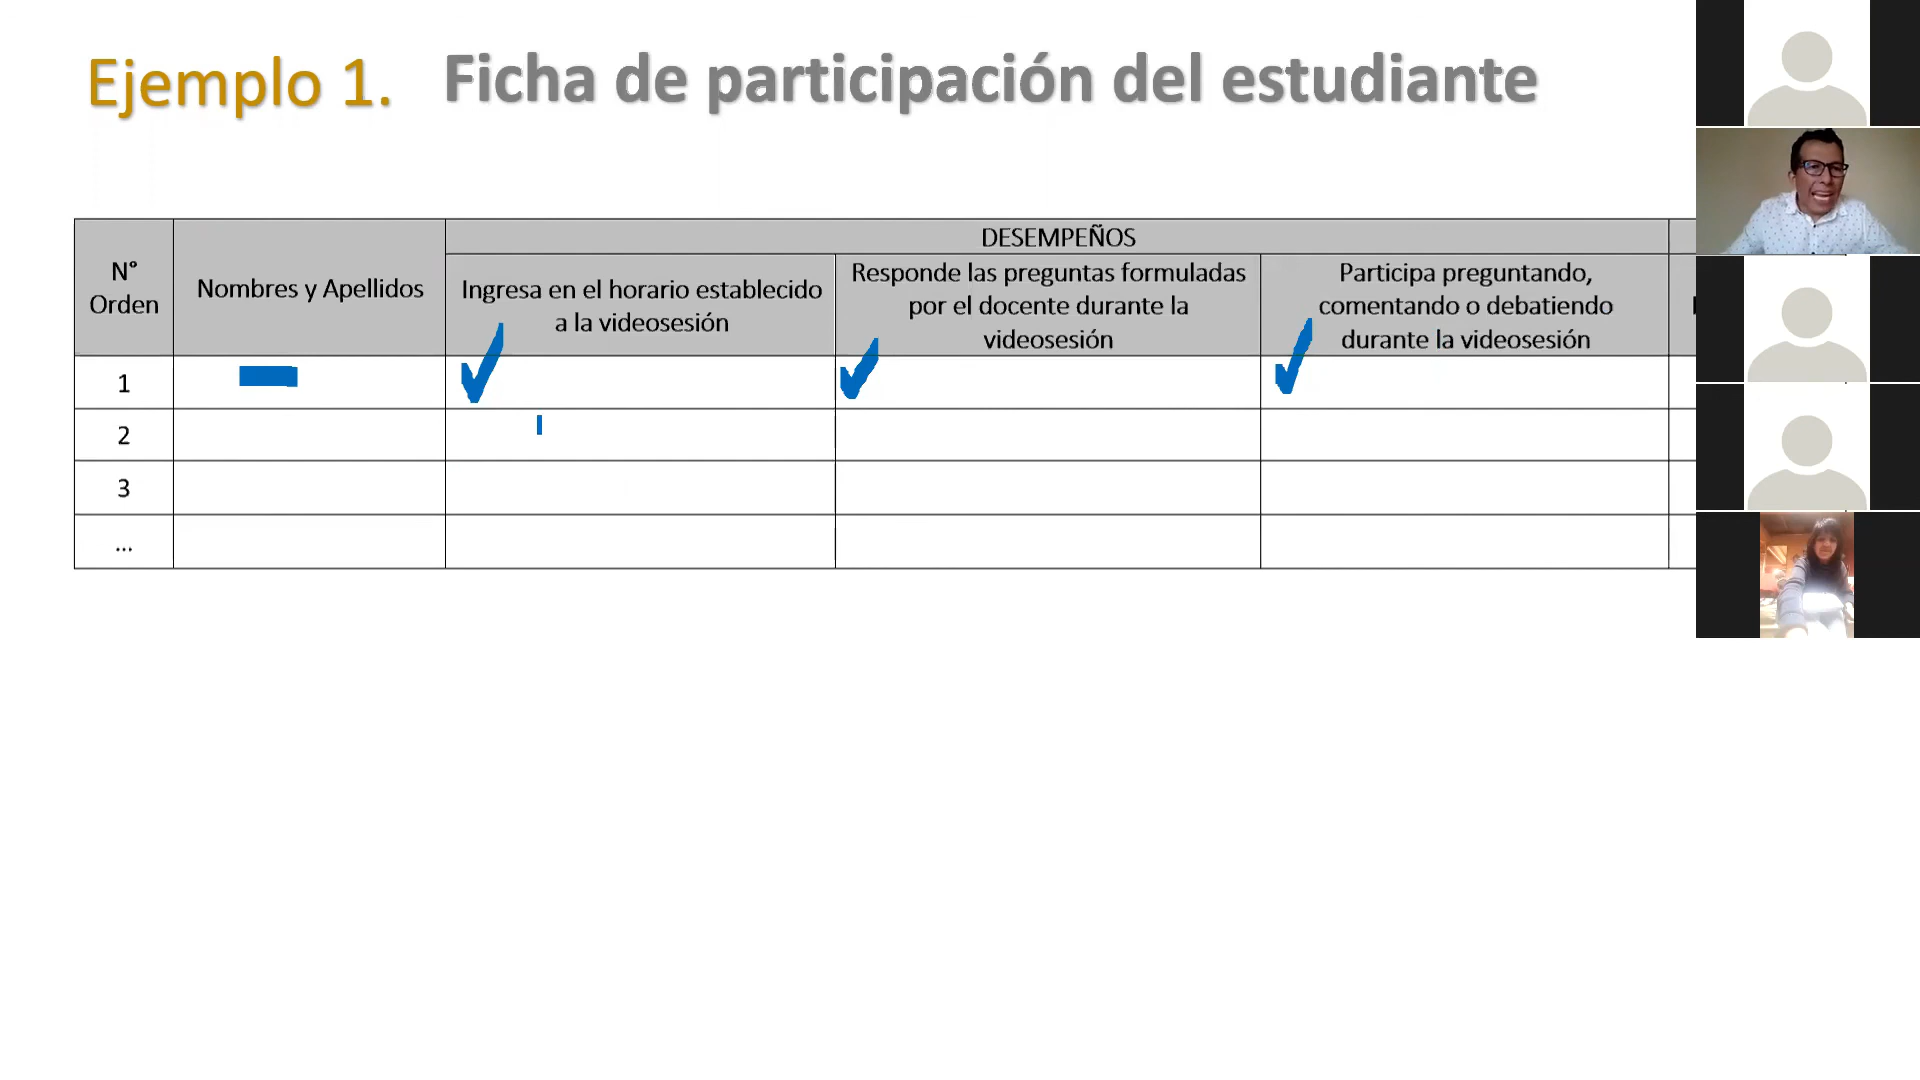 Ejemplo 1. Ficha de participación del estudiante
DESEMPEÑOS
N°
Orden
Nombres y Apellidos
Ingresa en el horario establecido
a la videosesión
Responde las preguntas formuladas
por el docente durante la
videosesión
Participa preguntando,
comentando o debatiendo
durante la videosesión
1
2
3
...